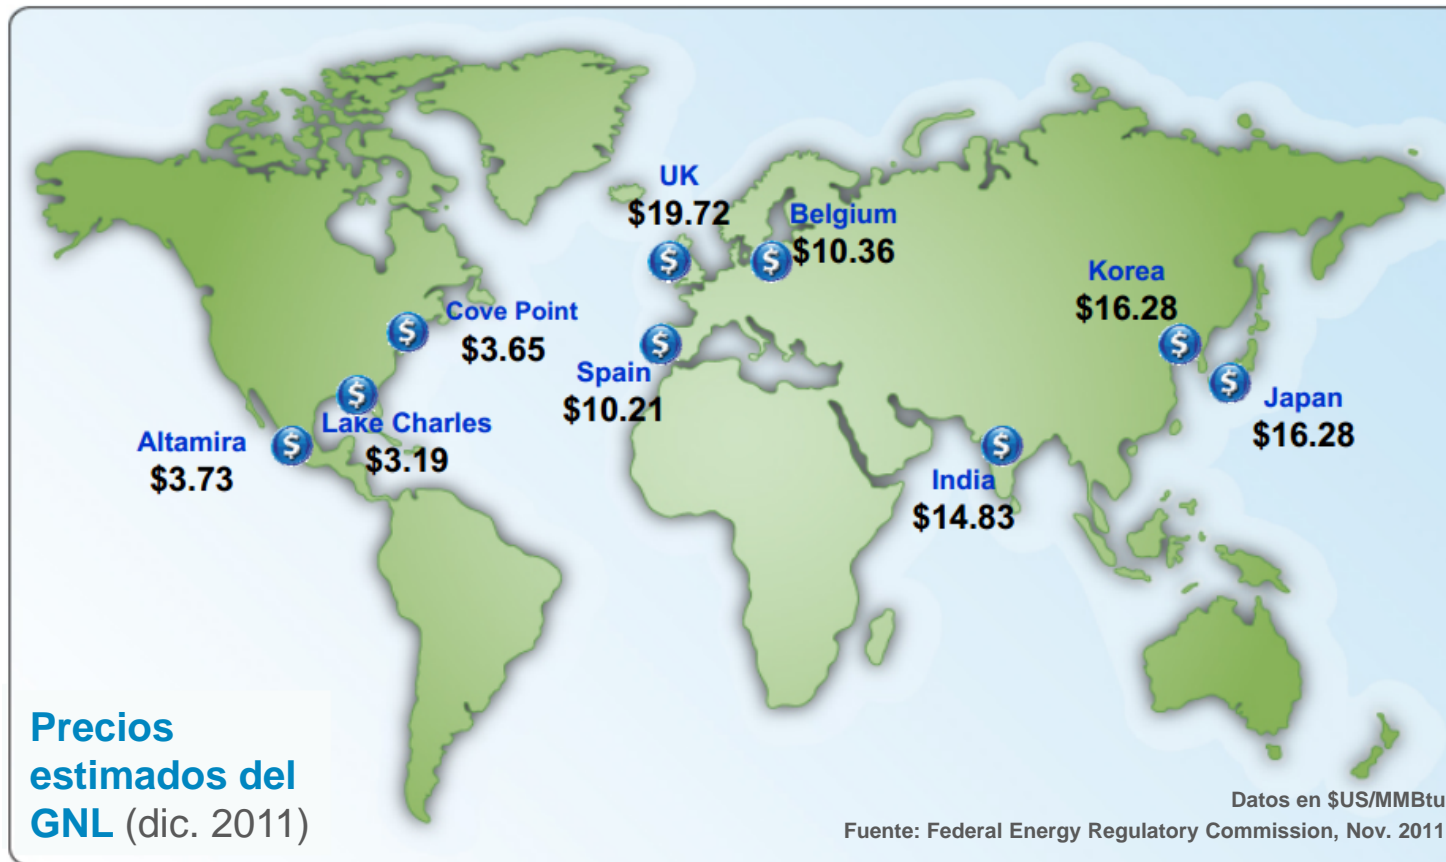 UK
$19.72
Belgium
$10.36
Korea
$16.28
Cove Point
$3.65
Spain
$10.21
Japan
$16.28
Altamira
$3.73
Lake Charles
$3.19
India
$14.83
Precios
estimados del
GNL (dic. 2011)
Datos en $US/MMBtu
Fuente: Federal Energy Regulatory Commission, Nov. 2011